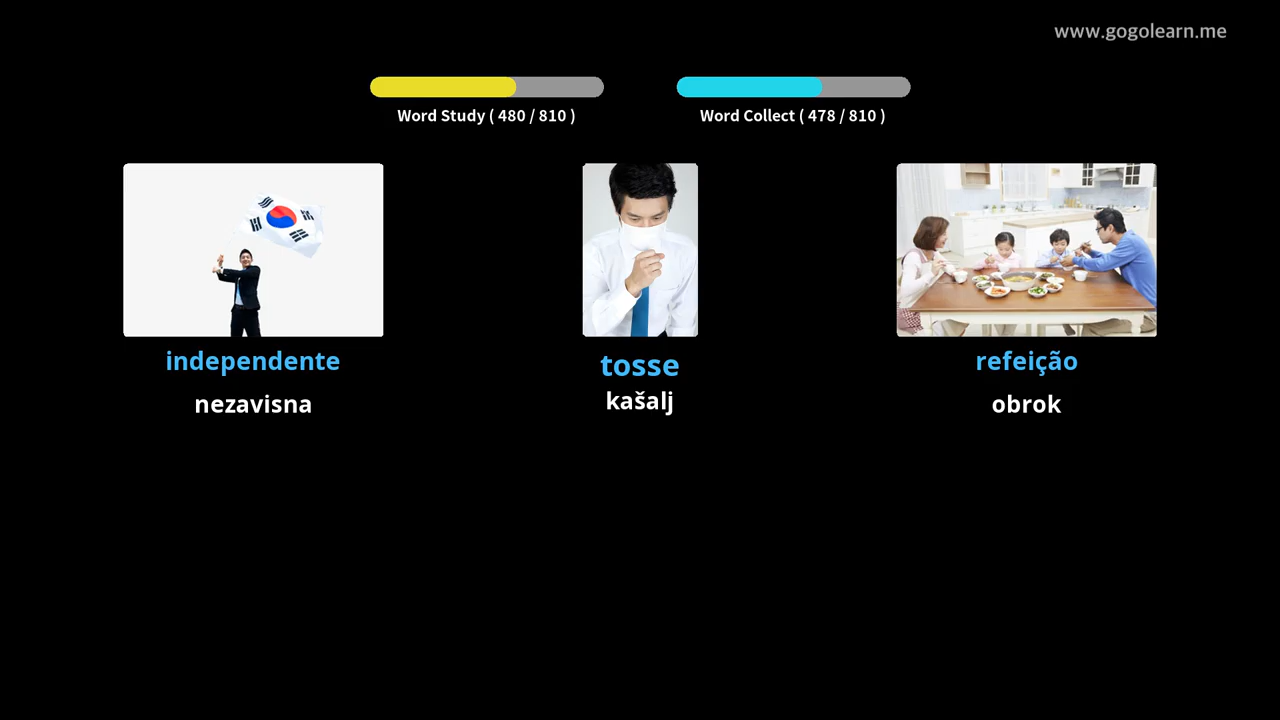 www.gogolearn.me
Word Study ( 480 / 810 )
Word Collect ( 478 / 810 )
independente
tosse
refeição
nezavisna
kašalj
obrok